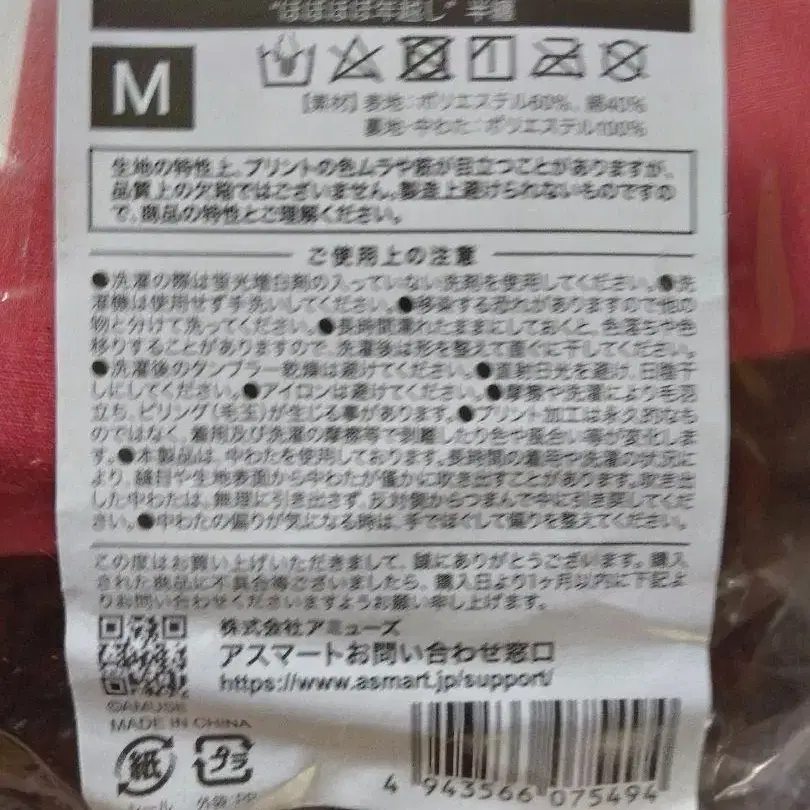 "ほぼほぼ年越し" 半纏
M
【素材】表地:ポリエステル60%、綿40%
裏地・中わた:ポリエステル100%
生地の特性上、プリントの色ムラや筋が目立つことがありますが、
品質上の欠陥ではございません。製造上避けられないものですの
で、商品の特性とご理解ください。
ご使用上の注意
●洗濯の際は蛍光増白剤の入っていない洗剤を使用してください。●洗
濯機は使用せず手洗いしてください。●移染する恐れがありますので他の
物と分けて洗ってください。●長時間濡れたままにしておくと、色落ちや色
移りすることがありますので、洗濯後は形を整えて直ぐに干してください。
●洗濯後のタンブラー乾燥は避けてください。●直射日光を避け、日陰干
しにしてください。●アイロンは避けてください。●摩擦や洗濯により毛羽
立ち、ピリング(毛玉)が生じる事があります。●プリント加工は永久的なも
のではなく、着用及び洗濯の摩擦等で剥離したり色や風合い等が変化しま
す。●本製品は、中わたを使用しております。長時間の着用や洗濯の状況に
より、縫目や生地表面から中わたが僅かに吹き出すことがあります。吹き出
した中わたは、無理に引き出さず、反対側からつまんで中に引き戻してくだ
さい。●中わたの偏りが気になる時は、手でほぐして偏りを整えてください。
この度はお買い上げいただきまして、誠にありがとうございます。購入
された商品に不具合等ございましたら、購入日より1ヶ月以内に下記よ
りお問い合わせくださいますようお願い申し上げます。
株式会社アミューズ
アスマートお問い合わせ窓口
https://www.asmart.jp/support/
©AMUSE
MADE IN CHINA
紙
プラ
外袋:PP
4 943566 075494